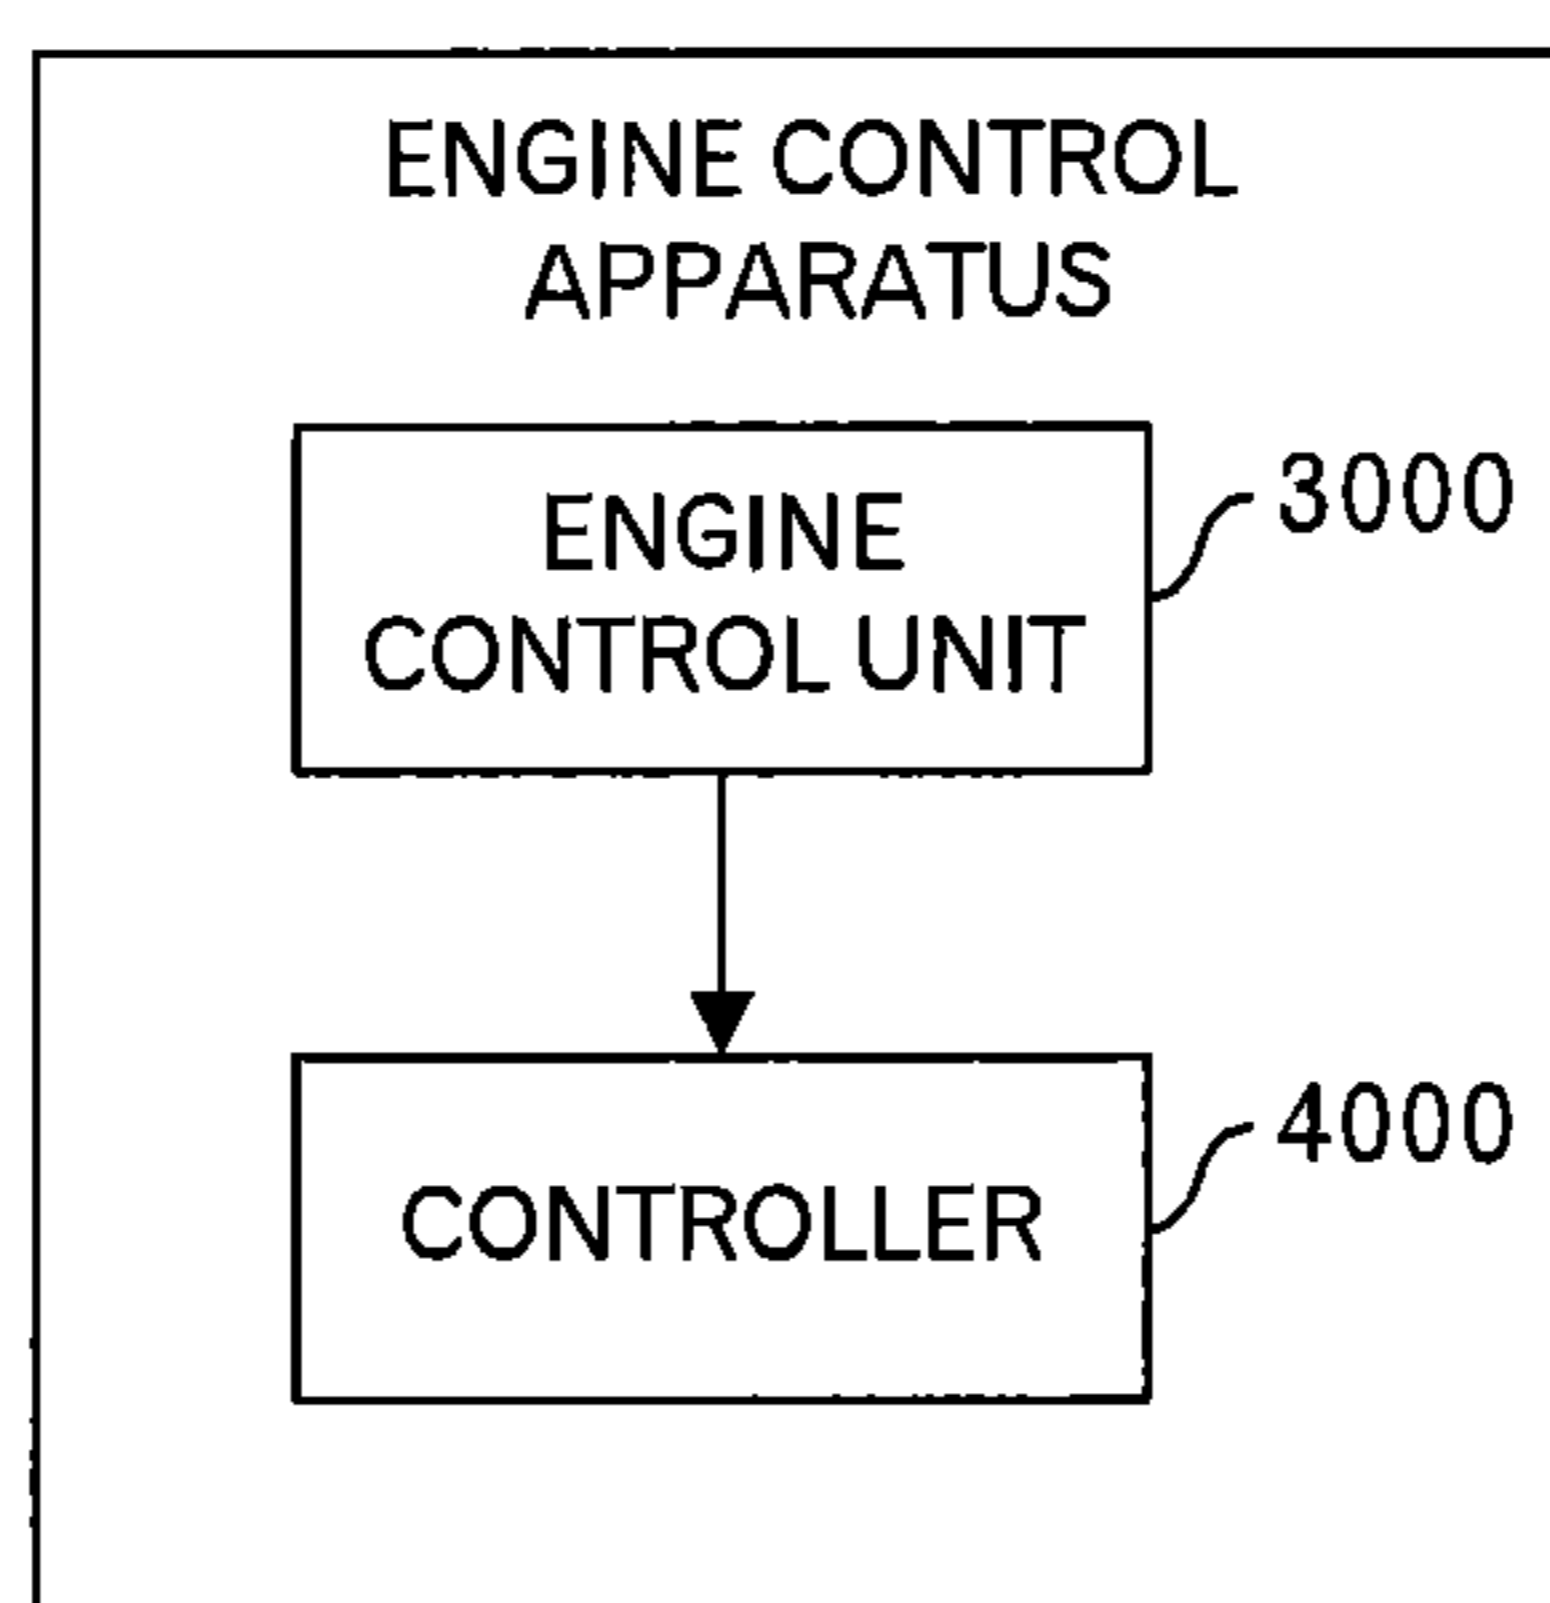 ENGINE CONTROL
APPARATUS
3000
ENGINE
CONTROL UNIT
4000
CONTROLLER